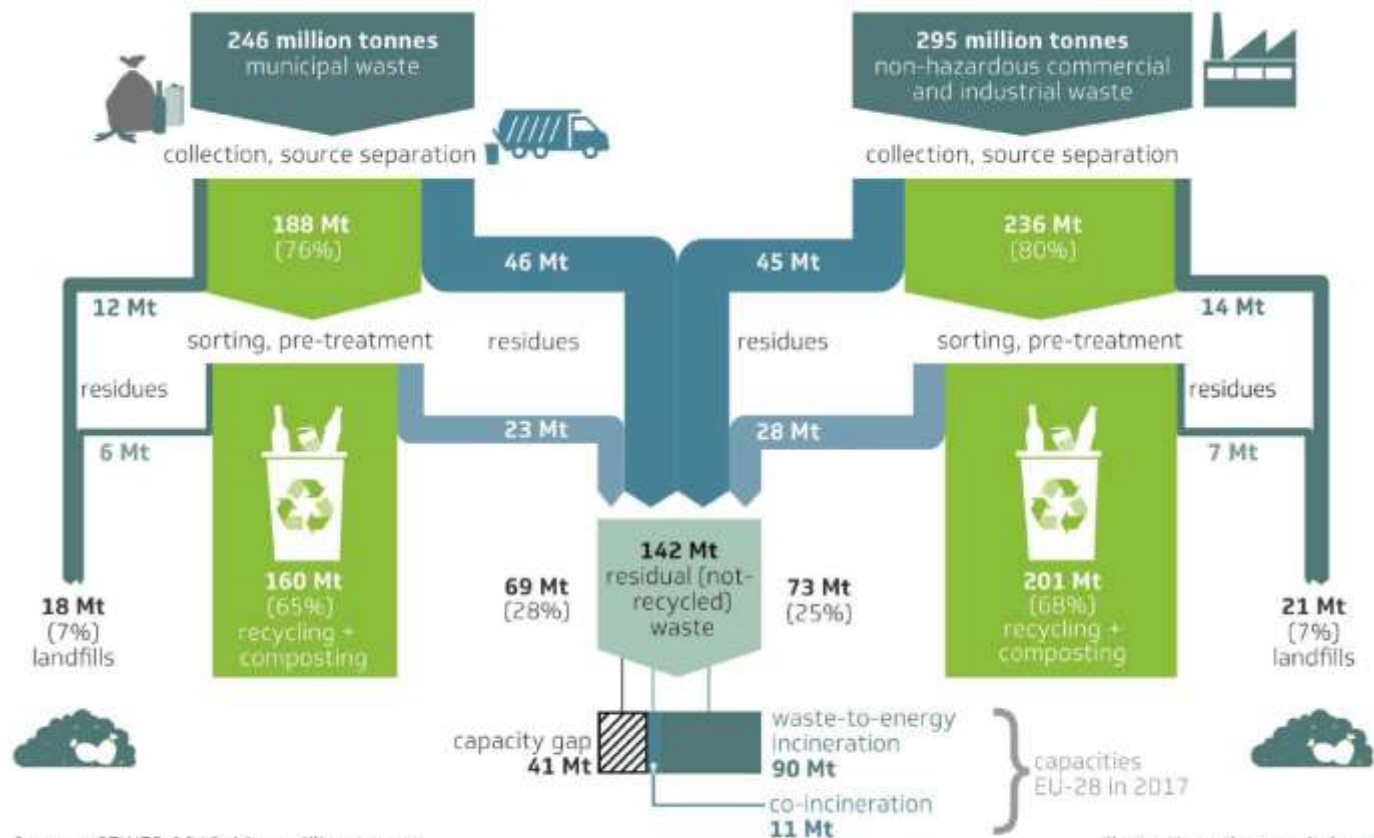 246 million tonnes
municipal waste
295 million tonnes
non-hazardous commercial
and industrial waste
collection, source separation
collection, source separation
188 Mt
(76%)
46 Mt
45 Mt
236 Mt
(80%)
12 Mt
14 Mt
sorting, pre-treatment
residues
residues
sorting, pre-treatment
residues
residues
6 Mt
23 Mt
28 Mt
7 Mt
18 Mt
(7%)
landfills
160 Mt
(65%)
recycling +
composting
69 Mt
(28%)
142 Mt
residual (not-
recycled)
waste
73 Mt
(25%)
201 Mt
(68%)
recycling +
composting
21 Mt
(7%)
landfills
capacity gap
41 Mt
waste-to-energy
incineration
90 Mt
co-incineration
11 Mt
capacities
EU-28 in 2017